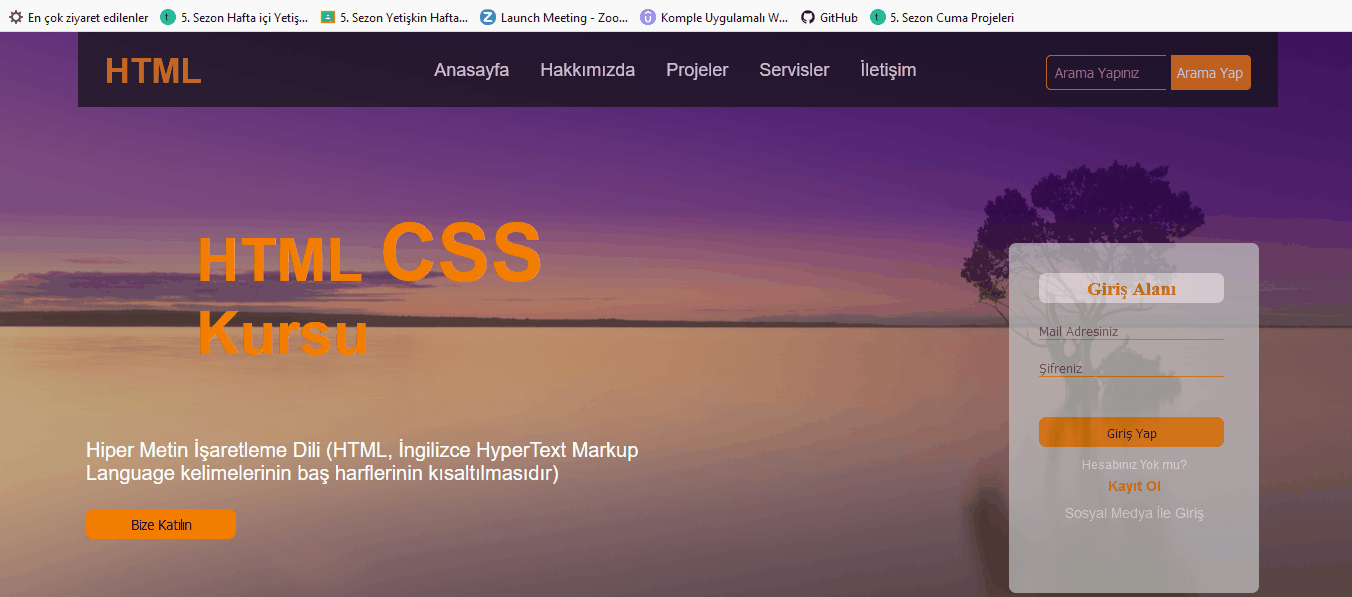 En çok ziyaret edilenler 5. Sezon Hafta içi Yetiş... 5. Sezon Yetişkin Hafta... Launch Meeting - Zoo... Komple Uygulamalı W... GitHub 5. Sezon Cuma Projeleri
HTML Anasayfa Hakkımızda Projeler Servisler İletişim Arama Yapınız Arama Yap
HTML CSS
Kursu
Hiper Metin İşaretleme Dili (HTML, İngilizce HyperText Markup
Language kelimelerinin baş harflerinin kısaltılmasıdır)
Bize Katılın
Giriş Alanı
Mail Adresiniz
Şifreniz
Giriş Yap
Hesabınız Yok mu?
Kayıt Ol
Sosyal Medya İle Giriş